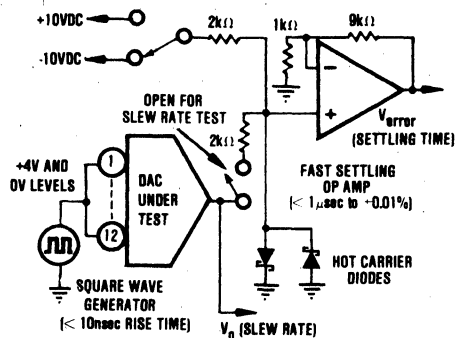 +10VDC
-10VDC
2kΩ
1kΩ
9kΩ
−
+
OPEN FOR
SLEW RATE TEST
2kΩ
Verror
(SETTLING TIME)
+4V AND
0V LEVELS
1
12
DAC
UNDER
TEST
FAST SETTLING
OP AMP
(< 1μsec to +0.01%)
SQUARE WAVE
GENERATOR
(< 10nsec RISE TIME)
HOT CARRIER
DIODES
Vo (SLEW RATE)